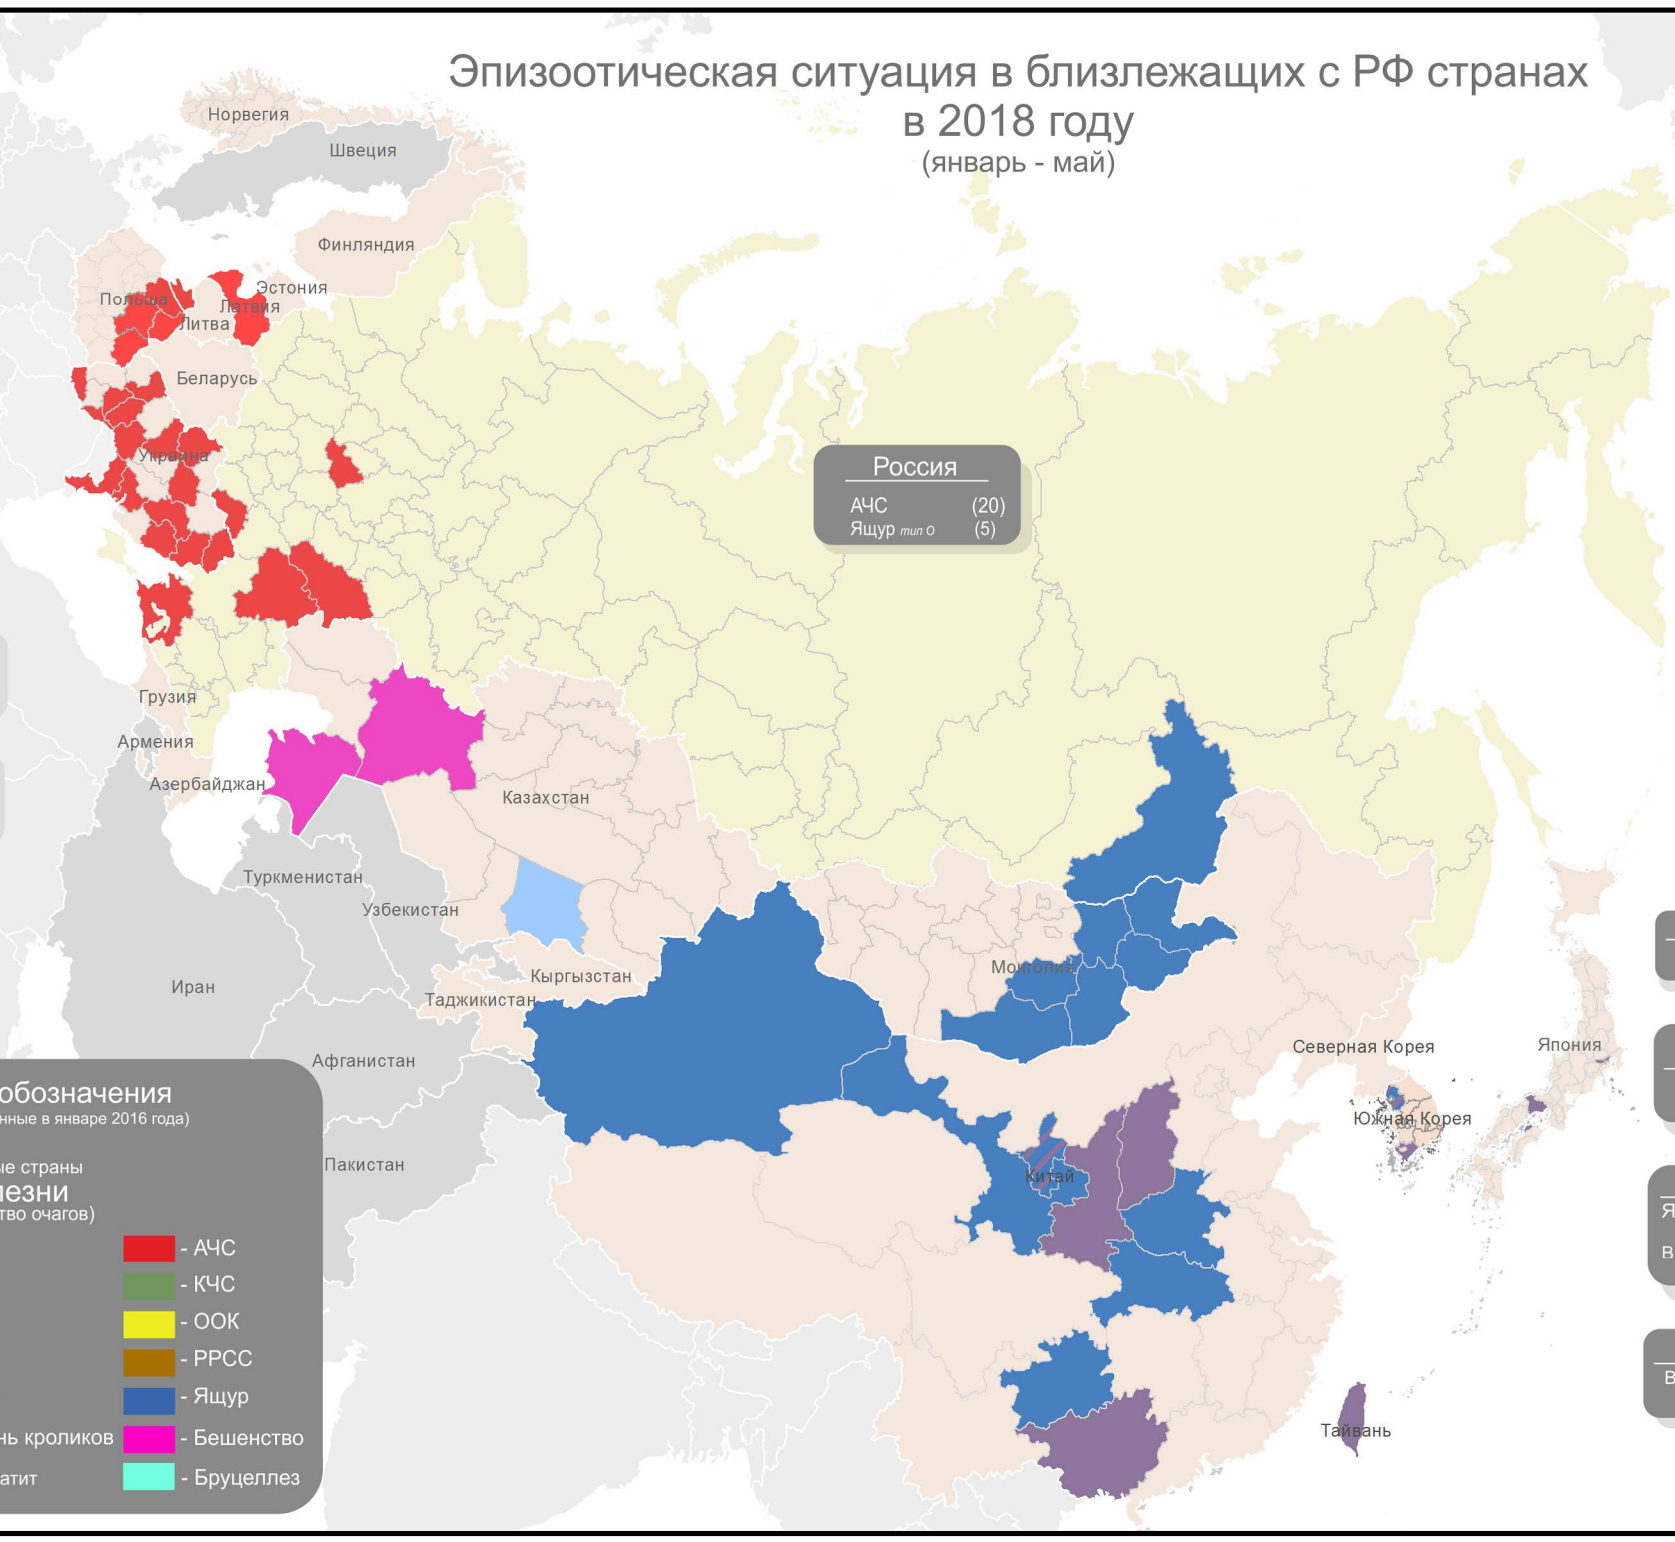 Эпизоотическая ситуация в близлежащих с РФ странах
в 2018 году
(январь - май)
Норвегия
Швеция
Финляндия
Эстония
Латвия
Литва
Польша
Беларусь
Украина
Россия
АЧС (20)
Ящур тип О (5)
Грузия
Армения
Азербайджан
Казахстан
Туркменистан
Узбекистан
Кыргызстан
Таджикистан
Иран
Афганистан
Пакистан
Монголия
Северная Корея
Япония
Южная Корея
Китай
Тайвань
обозначения
нные в январе 2016 года)
ые страны
лезни
тво очагов)
- АЧС
- КЧС
- ООК
- РРСС
- Ящур
нь кроликов
- Бешенство
атит
- Бруцеллез
Я
В
В